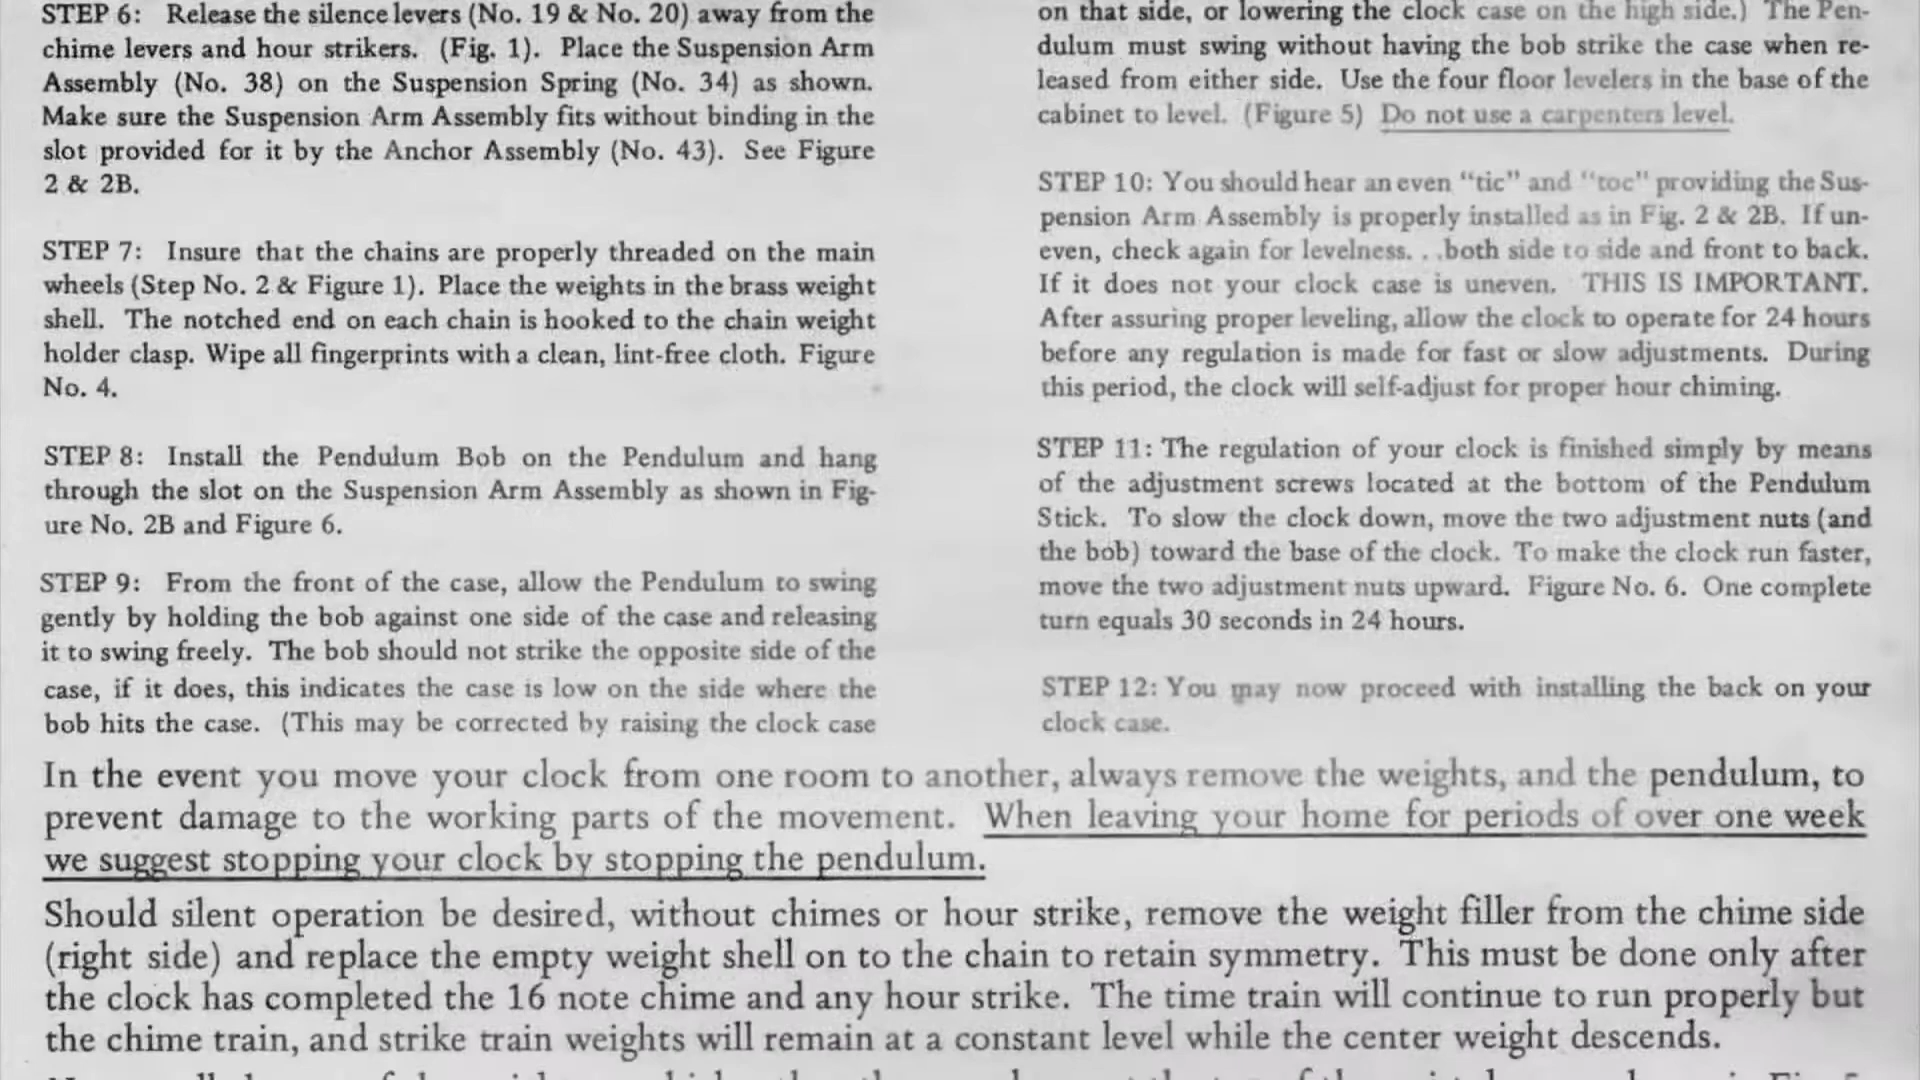 STEP 6: Release the silence levers (No. 19 & No. 20) away from the
chime levers and hour strikers. (Fig. 1). Place the Suspension Arm
Assembly (No. 38) on the Suspension Spring (No. 34) as shown.
Make sure the Suspension Arm Assembly fits without binding in the
slot provided for it by the Anchor Assembly (No. 43). See Figure
2 & 2B.
STEP 7: Insure that the chains are properly threaded on the main
wheels (Step No. 2 & Figure 1). Place the weights in the brass weight
shell. The notched end on each chain is hooked to the chain weight
holder clasp. Wipe all fingerprints with a clean, lint-free cloth. Figure
No. 4.
STEP 8: Install the Pendulum Bob on the Pendulum and hang
through the slot on the Suspension Arm Assembly as shown in Fig-
ure No. 2B and Figure 6.
STEP 9: From the front of the case, allow the Pendulum to swing
gently by holding the bob against one side of the case and releasing
it to swing freely. The bob should not strike the opposite side of the
case, if it does, this indicates the case is low on the side where the
bob hits the case. (This may be corrected by raising the clock case
on that side, or lowering the clock case on the high side.) The Pen-
dulum must swing without having the bob strike the case when re-
leased from either side. Use the four floor levelers in the base of the
cabinet to level. (Figure 5) Do not use a carpenters level.
STEP 10: You should hear an even "tic" and "toc" providing the Sus-
pension Arm Assembly is properly installed as in Fig. 2 & 2B. If un-
even, check again for levelness. . .both side to side and front to back.
If it does not your clock case is uneven. THIS IS IMPORTANT.
After assuring proper leveling, allow the clock to operate for 24 hours
before any regulation is made for fast or slow adjustments. During
this period, the clock will self-adjust for proper hour chiming.
STEP 11: The regulation of your clock is finished simply by means
of the adjustment screws located at the bottom of the Pendulum
Stick. To slow the clock down, move the two adjustment nuts (and
the bob) toward the base of the clock. To make the clock run faster,
move the two adjustment nuts upward. Figure No. 6. One complete
turn equals 30 seconds in 24 hours.
STEP 12: You may now proceed with installing the back on your
clock case.
In the event you move your clock from one room to another, always remove the weights, and the pendulum, to
prevent damage to the working parts of the movement. When leaving your home for periods of over one week
we suggest stopping your clock by stopping the pendulum.
Should silent operation be desired, without chimes or hour strike, remove the weight filler from the chime side
(right side) and replace the empty weight shell on to the chain to retain symmetry. This must be done only after
the clock has completed the 16 note chime and any hour strike. The time train will continue to run properly but
the chime train, and strike train weights will remain at a constant level while the center weight descends.